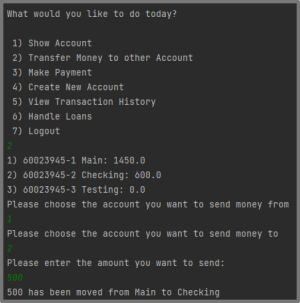 What would you like to do today?
1) Show Account
2) Transfer Money to other Account
3) Make Payment
4) Create New Account
5) View Transaction History
6) Handle Loans
7) Logout
2
1) 60023945-1 Main: 1450.0
2) 60023945-2 Checking: 600.0
3) 60023945-3 Testing: 0.0
Please choose the account you want to send money from
1
Please choose the account you want to send money to
2
Please enter the amount you want to send:
500
500 has been moved from Main to Checking